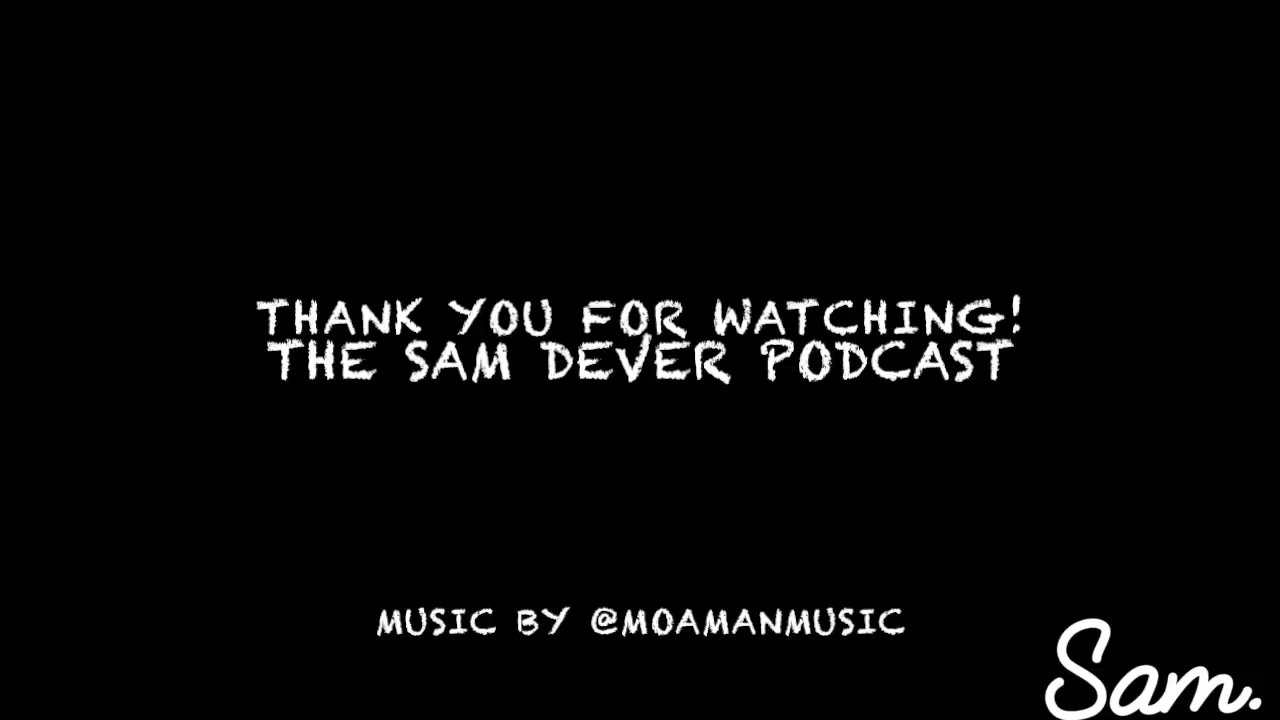 THANK YOU FOR WATCHING!
THE SAM DEVER PODCAST
MUSIC BY @MOAMANMUSIC
Sam.